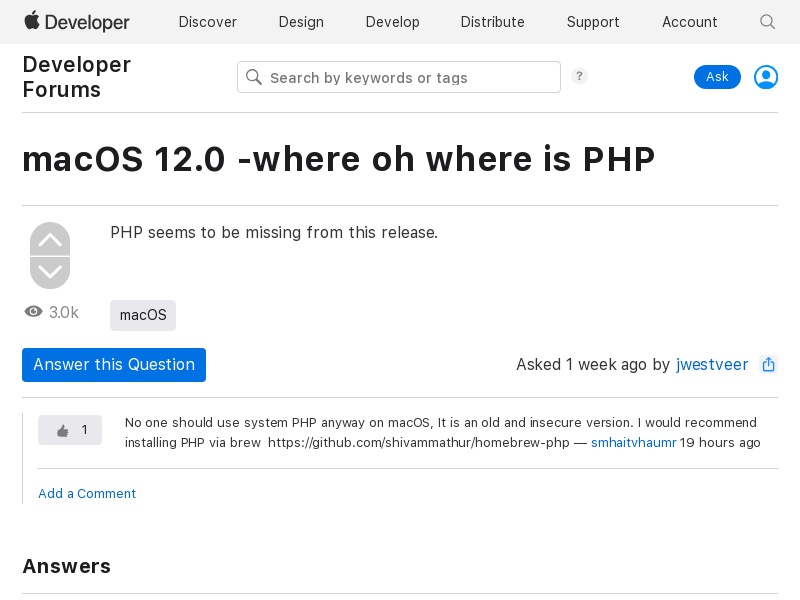 Developer Discover Design Develop Distribute Support Account
Developer
Forums
Search by keywords or tags ? Ask
macOS 12.0 -where oh where is PHP
PHP seems to be missing from this release.
3.0k macOS
Answer this Question Asked 1 week ago by jwestveer
1 No one should use system PHP anyway on macOS, It is an old and insecure version. I would recommend
installing PHP via brew https://github.com/shivammathur/homebrew-php — smhaitvhaumr 19 hours ago
Add a Comment
Answers